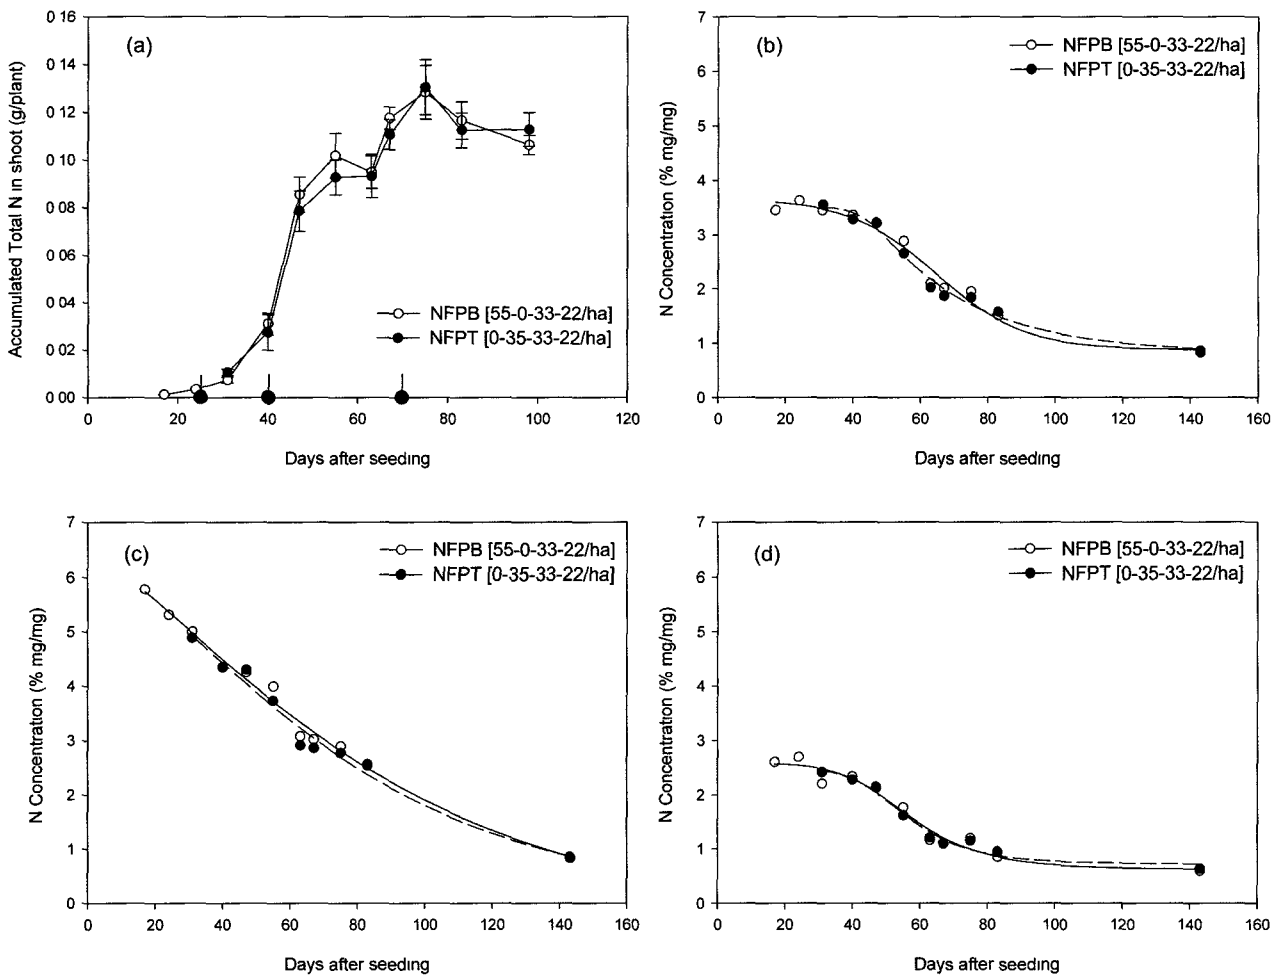 (a)
NFPB [55-0-33-22/ha]
NFPT [0-35-33-22/ha]
Accumulated Total N in shoot (g/plant)
0 16
0 14
0 12
0 10
0 08
0 06
0 04
0 02
0 00
0 20 40 60 80 100 120
Days after seeding
(b)
NFPB [55-0-33-22/ha]
NFPT [0-35-33-22/ha]
N Concentration (% mg/mg)
7
6
5
4
3
2
1
0
0 20 40 60 80 100 120 140 160
Days after seeding
(c)
NFPB [55-0-33-22/ha]
NFPT [0-35-33-22/ha]
N Concentration (% mg/mg)
7
6
5
4
3
2
1
0
0 20 40 60 80 100 120 140 160
Days after seeding
(d)
NFPB [55-0-33-22/ha]
NFPT [0-35-33-22/ha]
N Concentration (% mg/mg)
7
6
5
4
3
2
1
0
0 20 40 60 80 100 120 140 160
Days after seeding